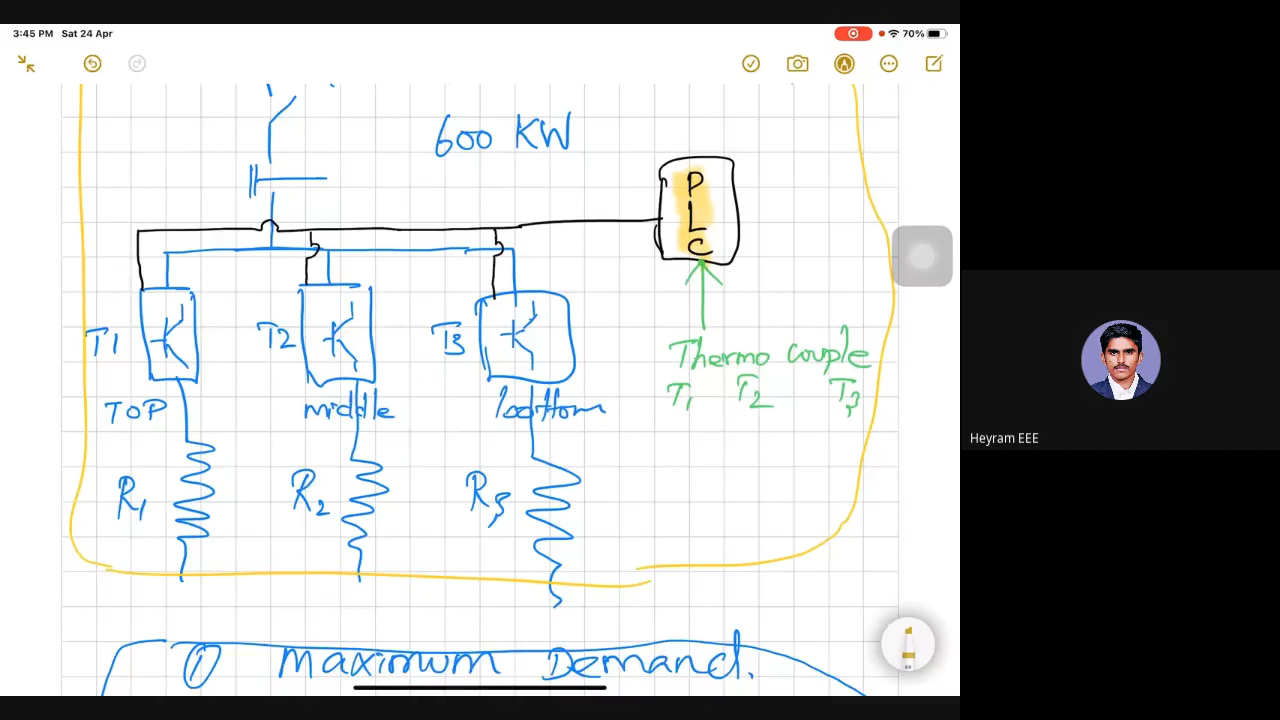 3:45 PM Sat 24 Apr
70%
600 KW
P
L
C
T1
T2
T3
Thermo couple
T1 T2 T3
TOP
middle
bottom
R1
R2
R3
① Maximum Demand.
Heyram EEE